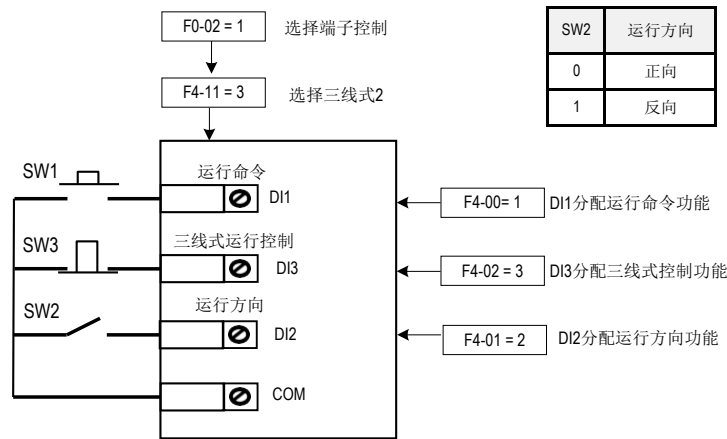 F0-02 = 1 选择端子控制
F4-11 = 3 选择三线式2
SW2 运行方向
0 正向
1 反向
SW1
运行命令
DI1
F4-00= 1 DI1分配运行命令功能
SW3
三线式运行控制
DI3
F4-02 = 3 DI3分配三线式控制功能
SW2
运行方向
DI2
F4-01 = 2 DI2分配运行方向功能
COM